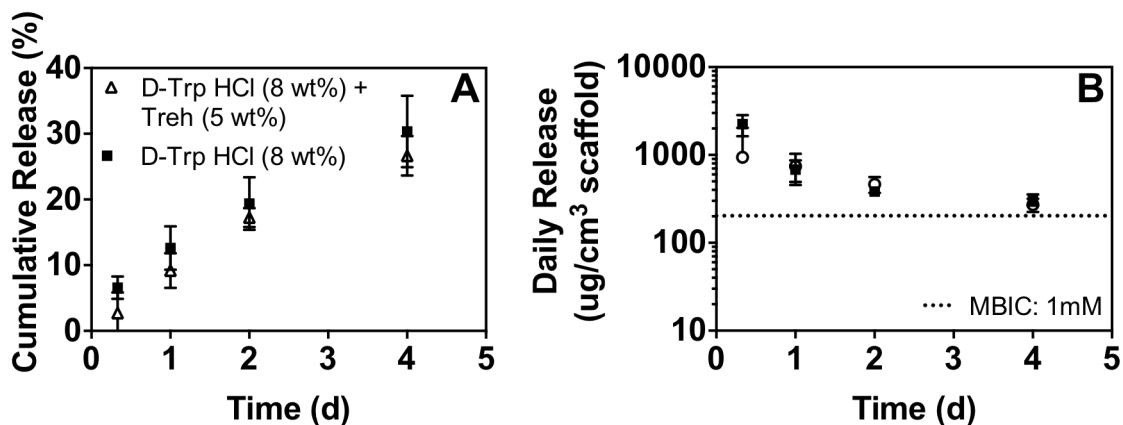 A
Cumulative Release (%)
40
30
20
10
0
D-Trp HCl (8 wt%) +
Treh (5 wt%)
D-Trp HCl (8 wt%)
0 1 2 3 4 5
Time (d)
B
Daily Release
(ug/cm³ scaffold)
10000
1000
100
10
MBIC: 1mM
0 1 2 3 4 5
Time (d)